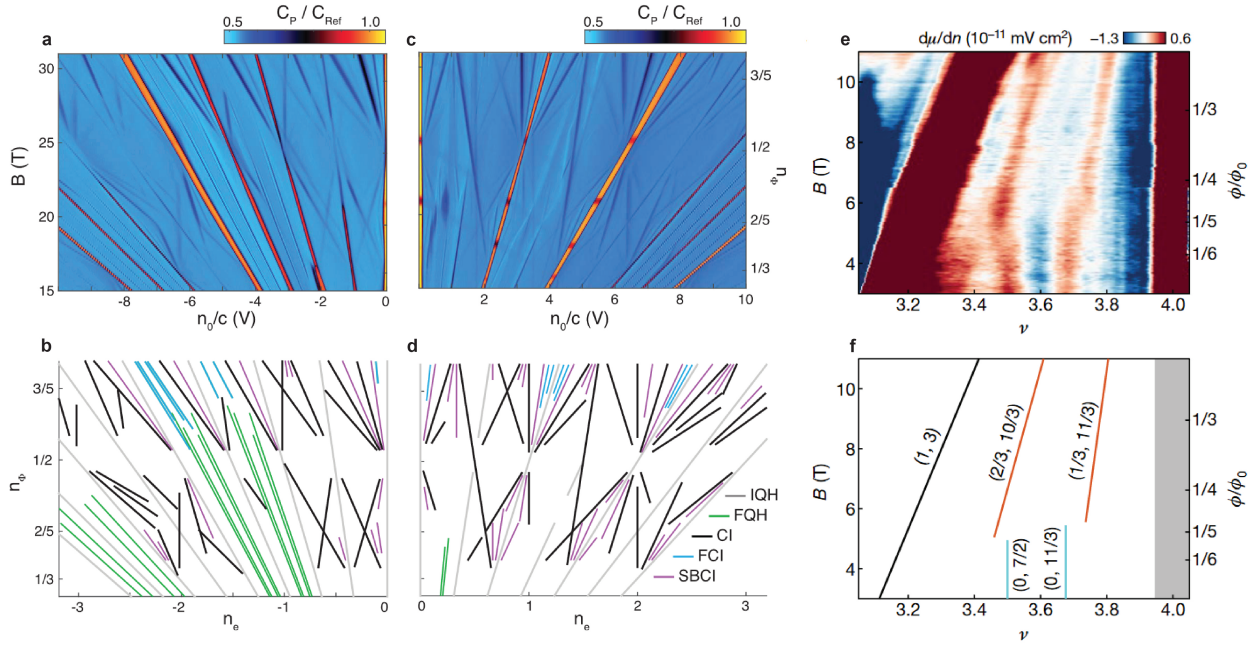 C_P / C_Ref
0.5 1.0
a
B (T)
30
25
20
15
-8 -6 -4 -2 0
n₀/c (V)
C_P / C_Ref
0.5 1.0
c
3/5
1/2
2/5
1/3
n_Φ
2 4 6 8 10
n₀/c (V)
e
dμ/dn (10⁻¹¹ mV cm²)
−1.3 0.6
B (T)
10
8
6
4
1/3
1/4
1/5
1/6
ϕ/ϕ₀
3.2 3.4 3.6 3.8 4.0
ν
b
n_Φ
3/5
1/2
2/5
1/3
-3 -2 -1 0
n_e
d
IQH
FQH
CI
FCI
SBCI
0 1 2 3
n_e
f
B (T)
10
8
6
4
(1, 3)
(2/3, 10/3)
(1/3, 11/3)
(0, 7/2)
(0, 11/3)
1/3
1/4
1/5
1/6
ϕ/ϕ₀
3.2 3.4 3.6 3.8 4.0
ν